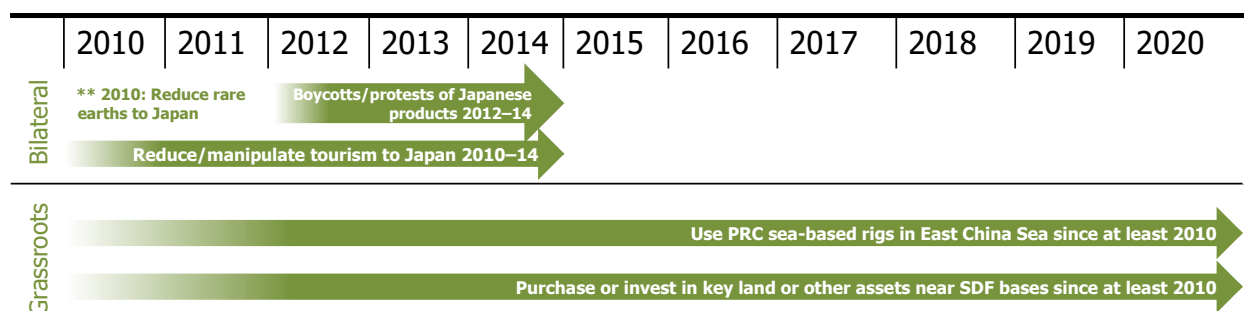 2010 2011 2012 2013 2014 2015 2016 2017 2018 2019 2020
Bilateral
** 2010: Reduce rare
earths to Japan
Boycotts/protests of Japanese
products 2012–14
Reduce/manipulate tourism to Japan 2010–14
Grassroots
Use PRC sea-based rigs in East China Sea since at least 2010
Purchase or invest in key land or other assets near SDF bases since at least 2010